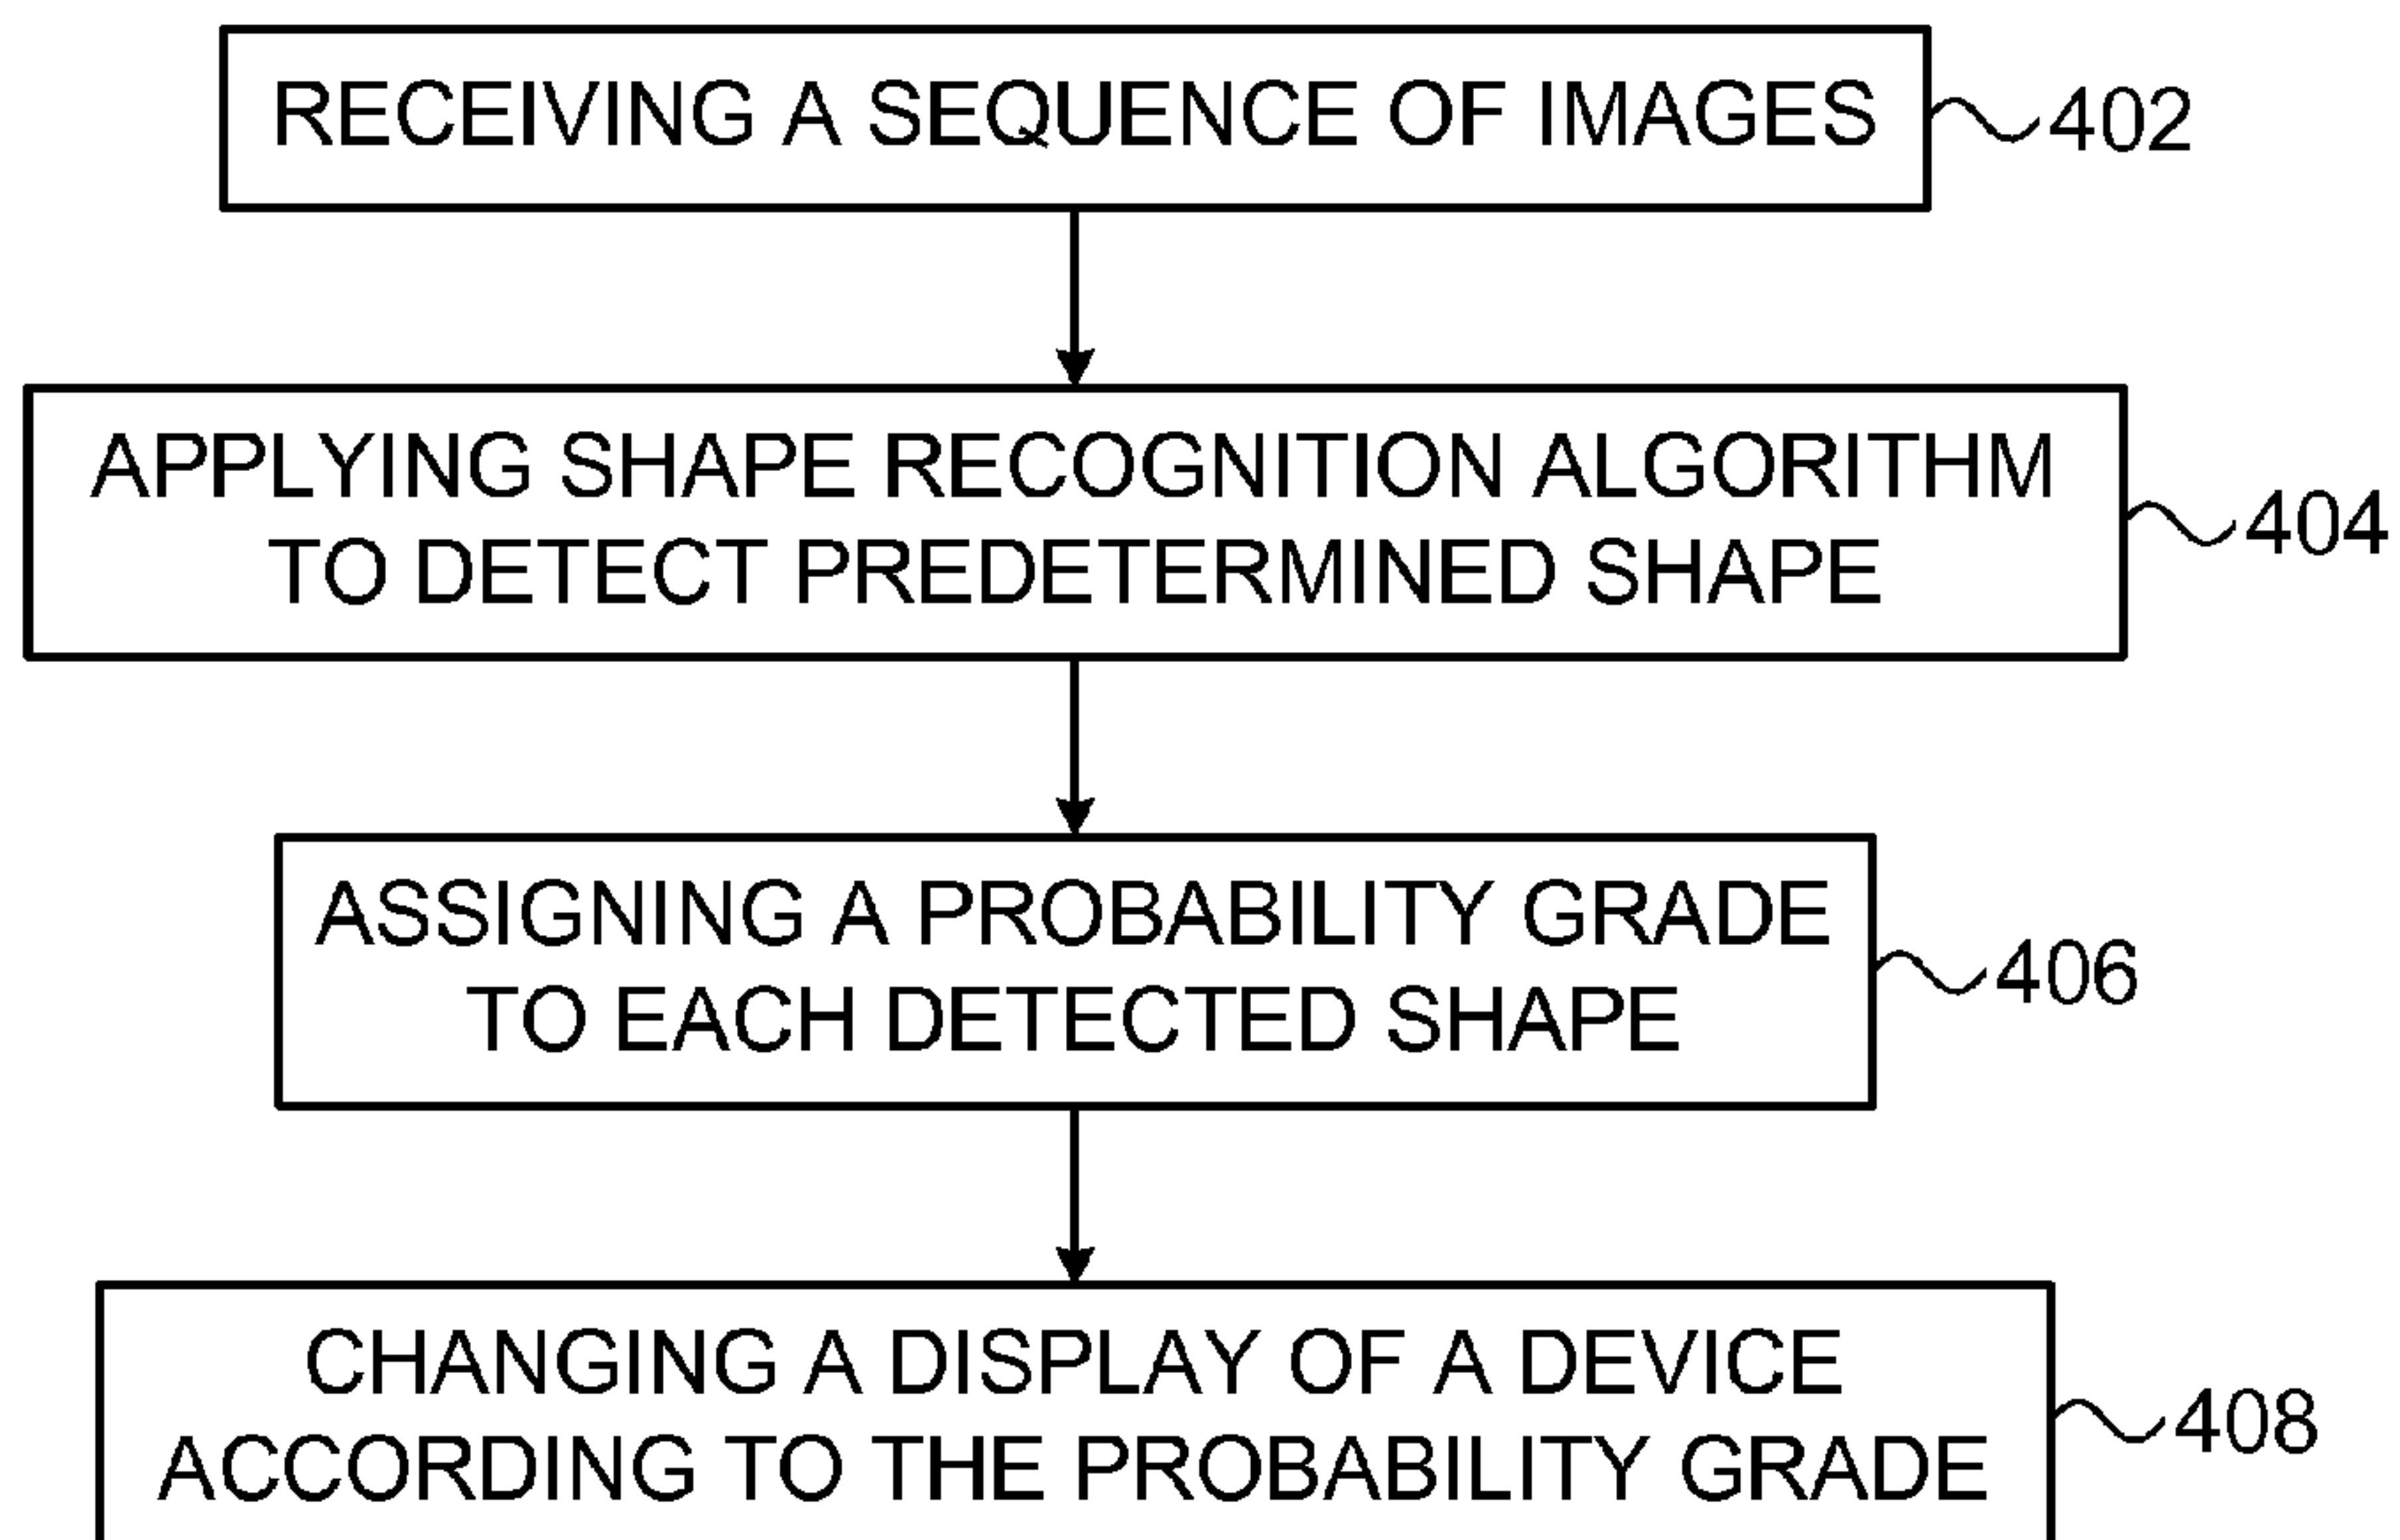 RECEIVING A SEQUENCE OF IMAGES
402
APPLYING SHAPE RECOGNITION ALGORITHM
TO DETECT PREDETERMINED SHAPE
404
ASSIGNING A PROBABILITY GRADE
TO EACH DETECTED SHAPE
406
CHANGING A DISPLAY OF A DEVICE
ACCORDING TO THE PROBABILITY GRADE
408